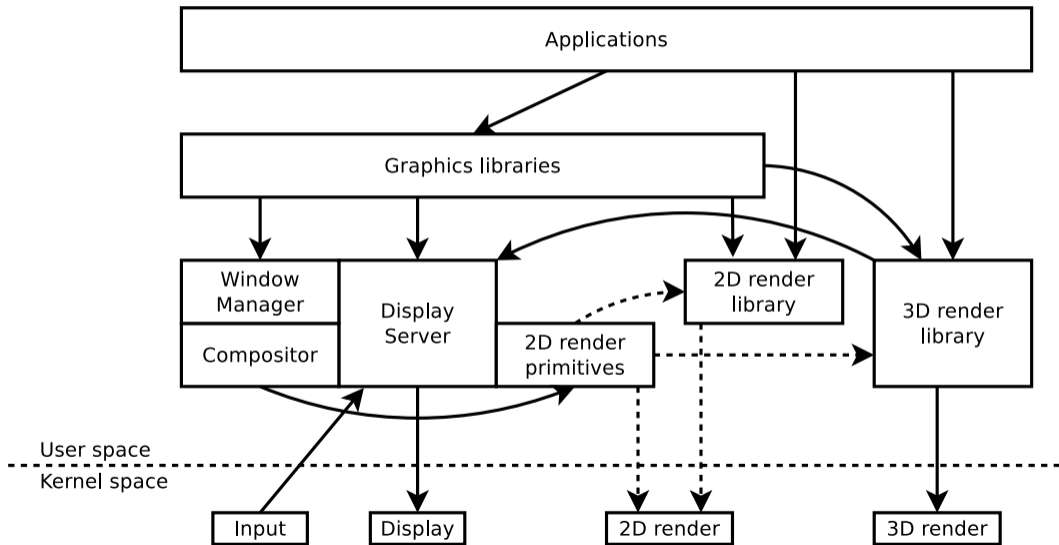 Applications
Graphics libraries
Window
Manager
Compositor
Display
Server
2D render
primitives
2D render
library
3D render
library
User space
Kernel space
Input
Display
2D render
3D render